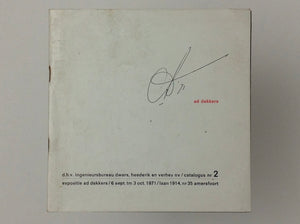 ad dekkers
d.h.v. ingenieursbureau dwars, heederik en verhey nv / catalogus nr 2
expositie ad dekkers / 6 sept. tm 3 oct. 1971 / laan 1914, nr 35 amersfoort